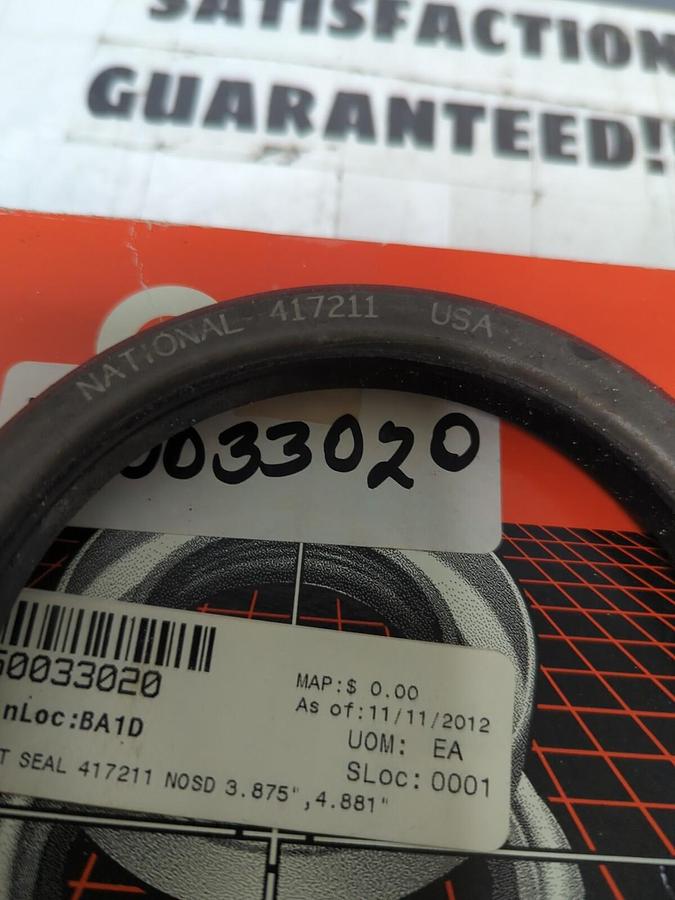 SATISFACTION
GUARANTEED!
NATIONAL 417211 USA
0033020
50033020
nLoc:BA1D
T SEAL 417211 NOSD 3.875",4.881"
MAP:$ 0.00
As of:11/11/2012
UOM: EA
SLoc:0001